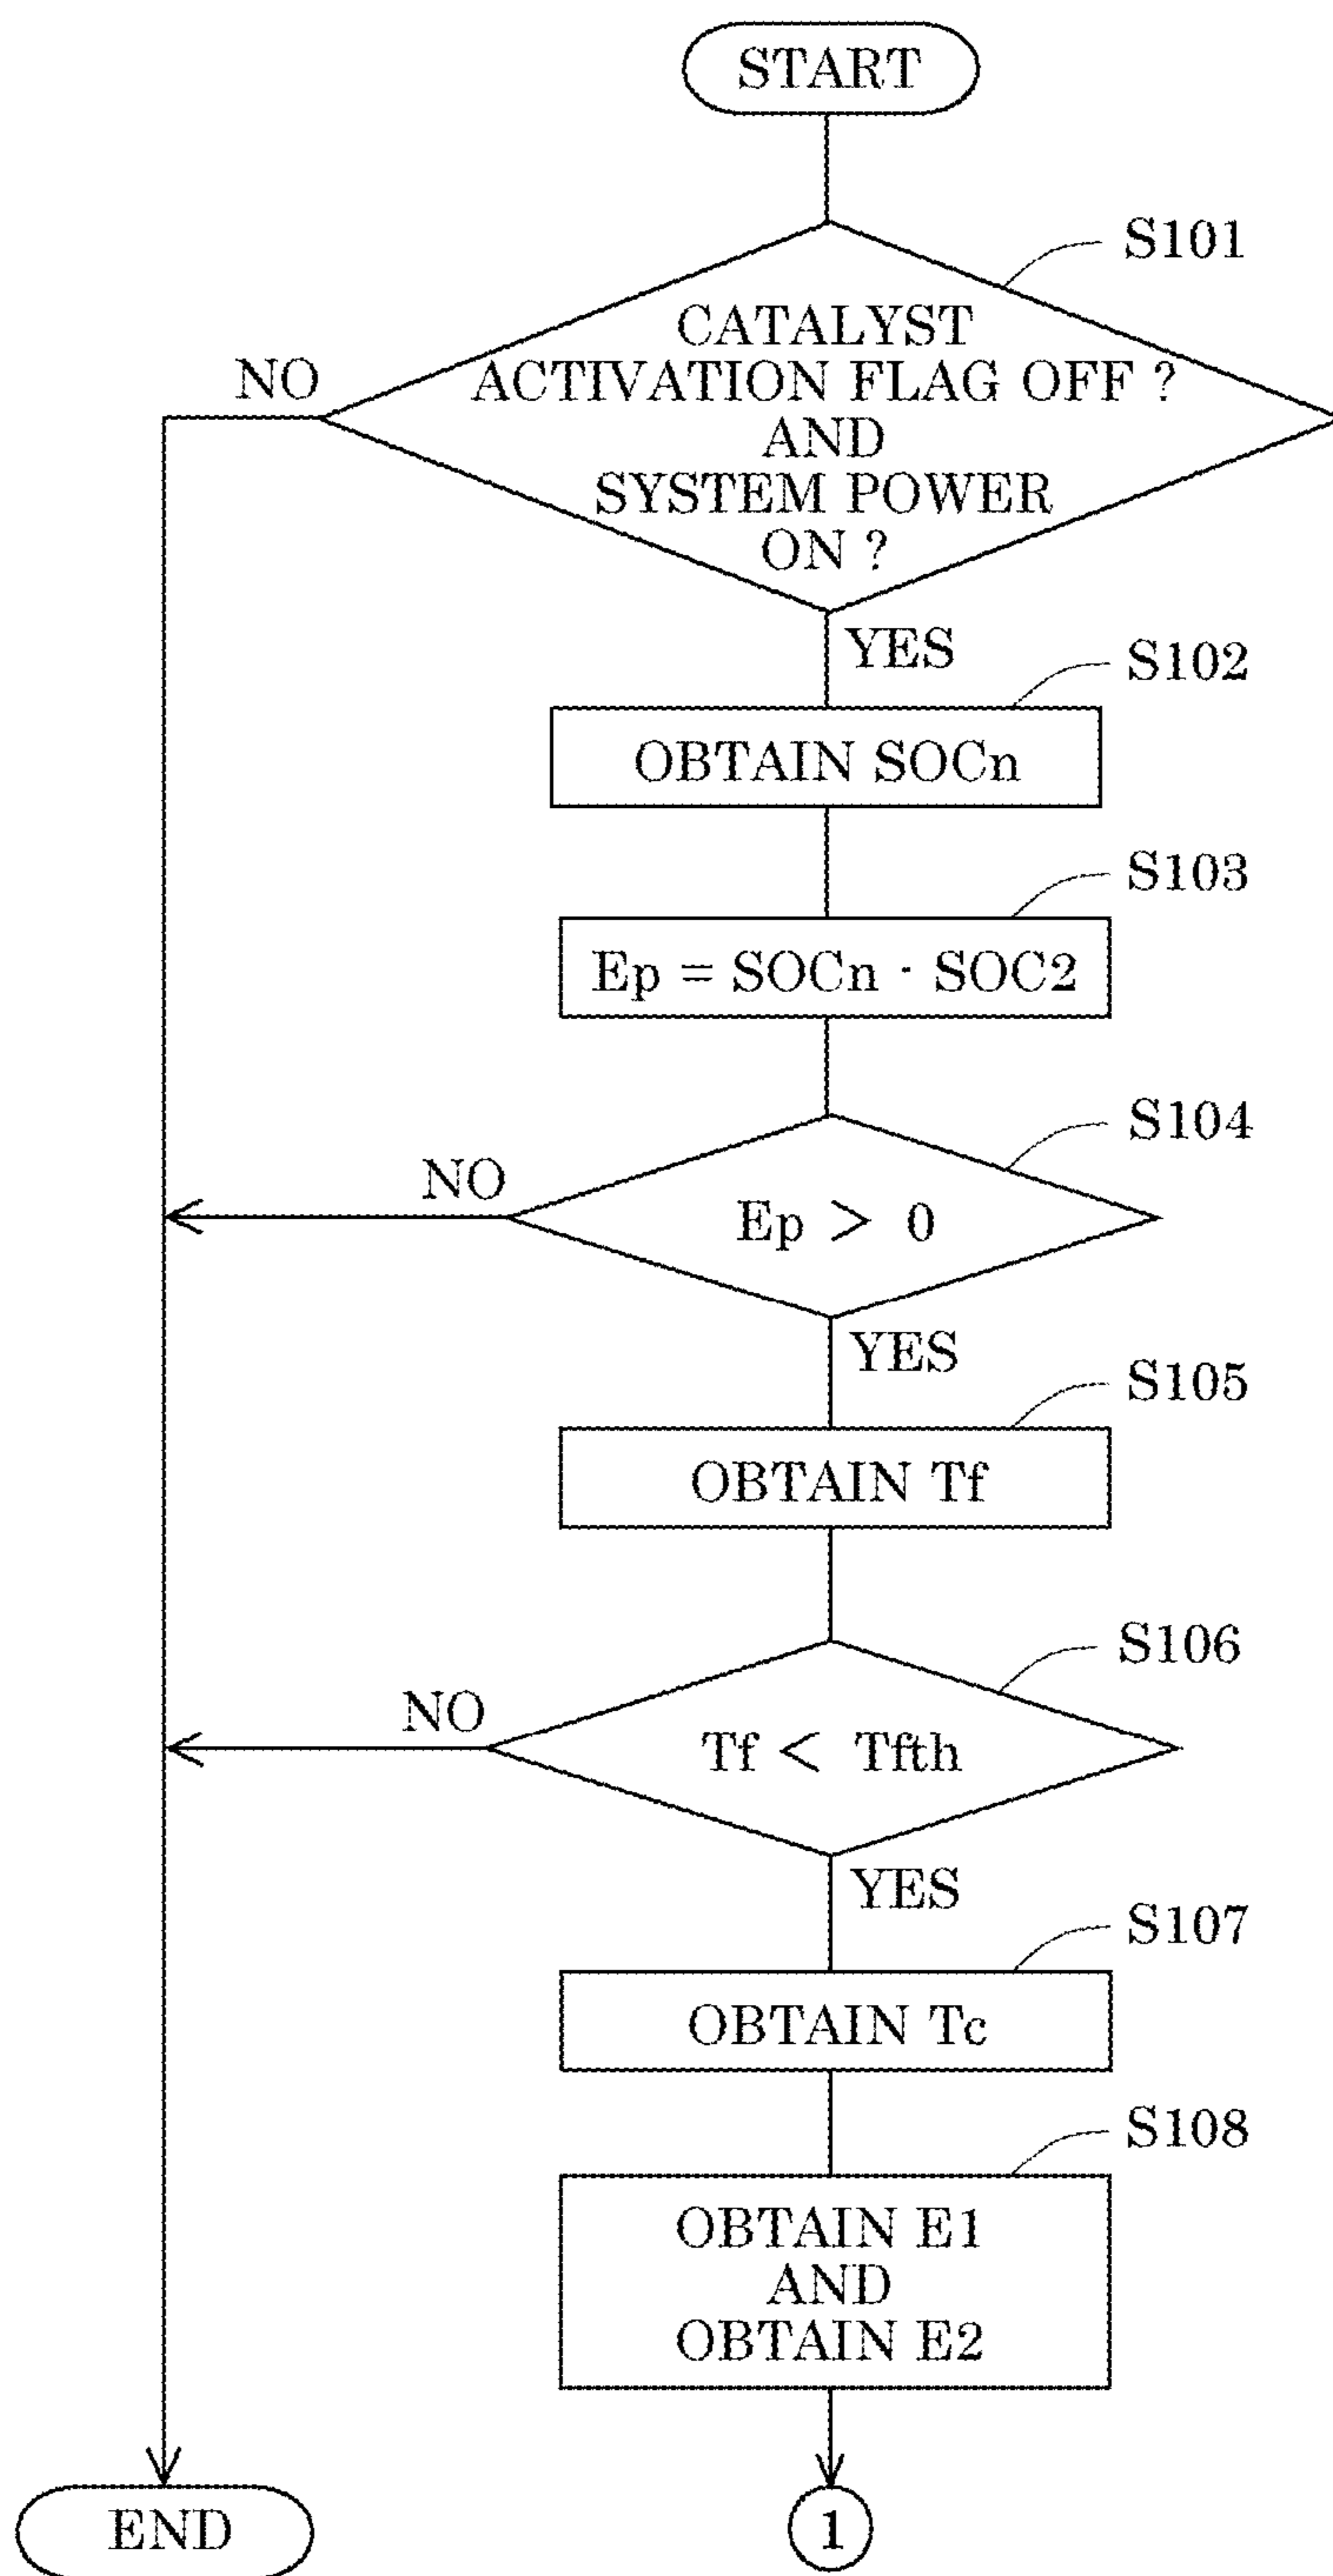 START
S101
CATALYST
ACTIVATION FLAG OFF ?
AND
SYSTEM POWER
ON ?
NO
YES
S102
OBTAIN SOCn
S103
Ep = SOCn - SOC2
S104
NO
Ep > 0
YES
S105
OBTAIN Tf
S106
NO
Tf < Tfth
YES
S107
OBTAIN Tc
S108
OBTAIN E1
AND
OBTAIN E2
END
1